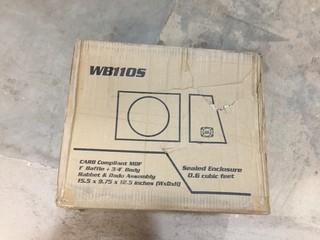 WB110S
CARB Compliant MDF
1" Baffle + 3/4" Body
Rabbet & Dado Assembly
15.5 x 9.75 x 12.5 inches (WxDxH)
Sealed Enclosure
0.6 cubic feet